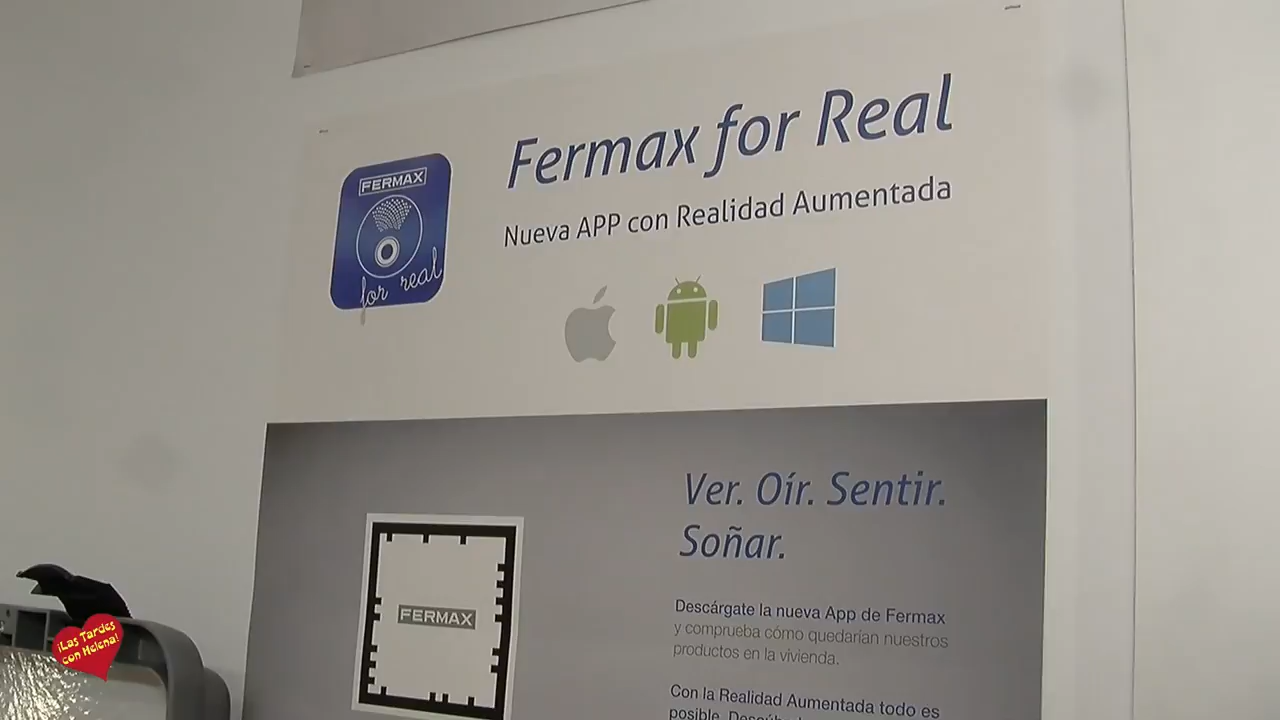 Fermax for Real
FERMAX
for real
Nueva APP con Realidad Aumentada
Ver. Oír. Sentir.
Soñar.
FERMAX
Descárgate la nueva App de Fermax
y comprueba cómo quedarían nuestros
productos en la vivienda.
Con la Realidad Aumentada todo es
posible.
¡Las Tardes
con Helena!